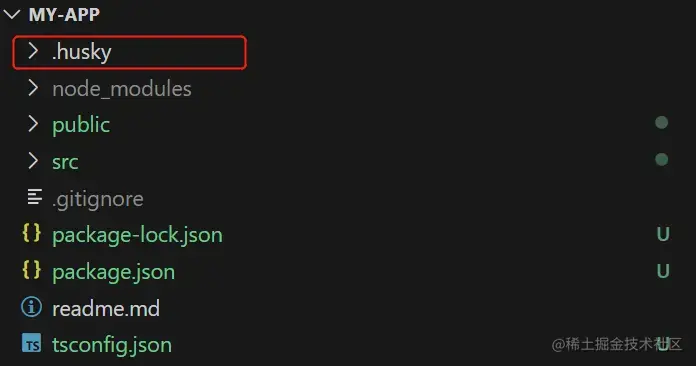 MY-APP
.husky
node_modules
public
src
.gitignore
{} package-lock.json U
{} package.json U
readme.md
TS tsconfig.json U
@稀土掘金技术社区